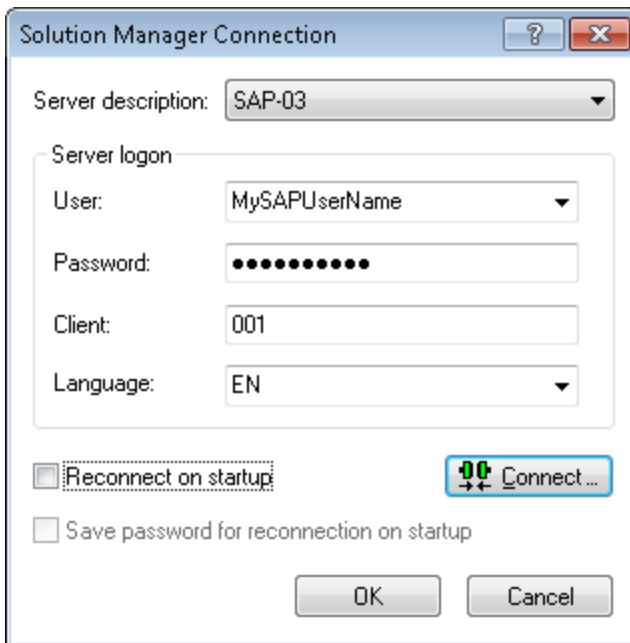 Solution Manager Connection
Server description: SAP-03
Server logon
User: MySAPUserName
Password: ●●●●●●●●●●
Client: 001
Language: EN
Reconnect on startup Connect ...
Save password for reconnection on startup
OK Cancel